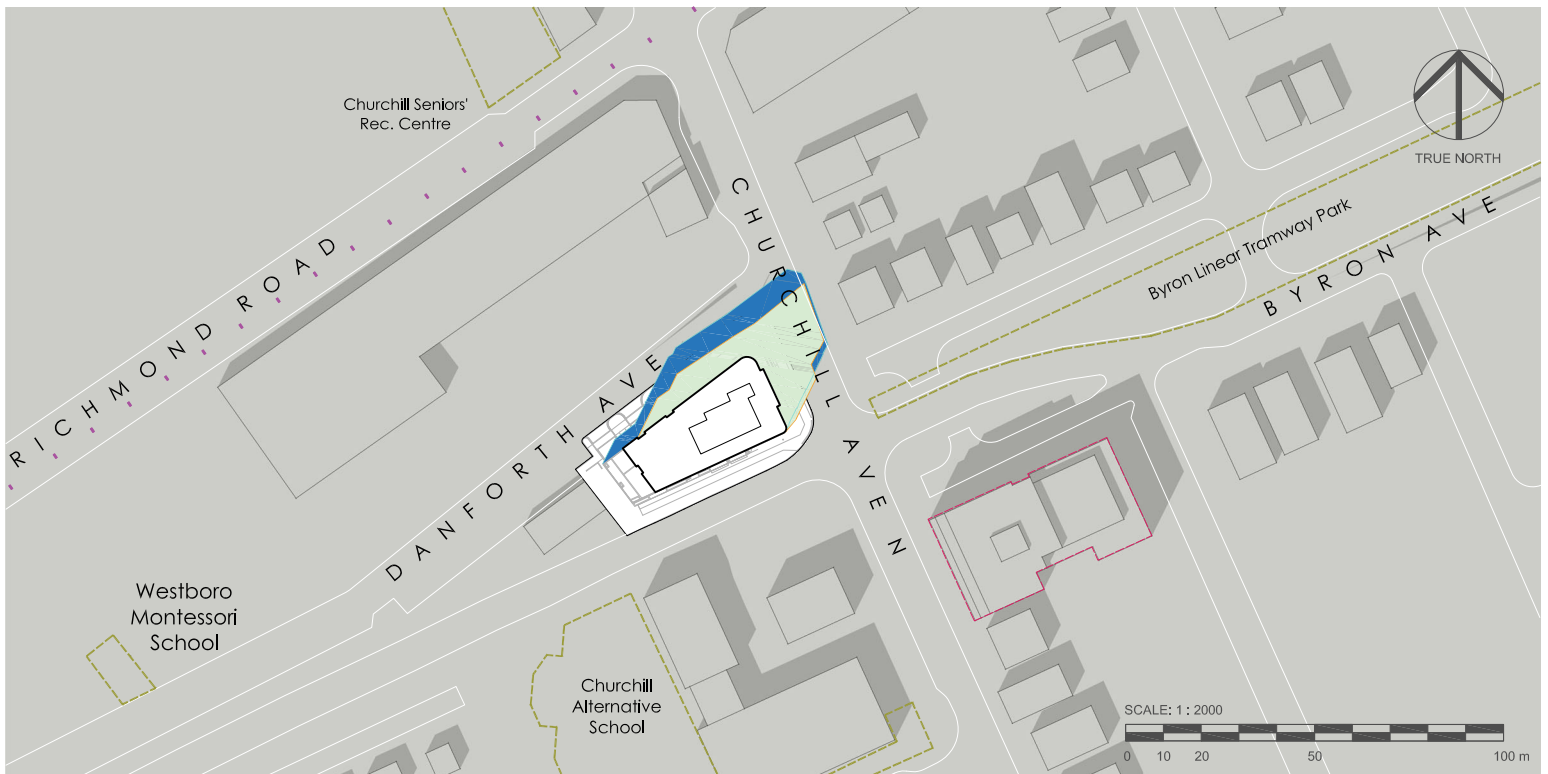 Churchill Seniors'
Rec. Centre
TRUE NORTH
RICHMOND ROAD
CHURCHILL AVEN
Byron Linear Tramway Park
BYRON AVE
DANFORTH AVE
Westboro
Montessori
School
Churchill
Alternative
School
SCALE: 1 : 2000
0 10 20 50 100 m